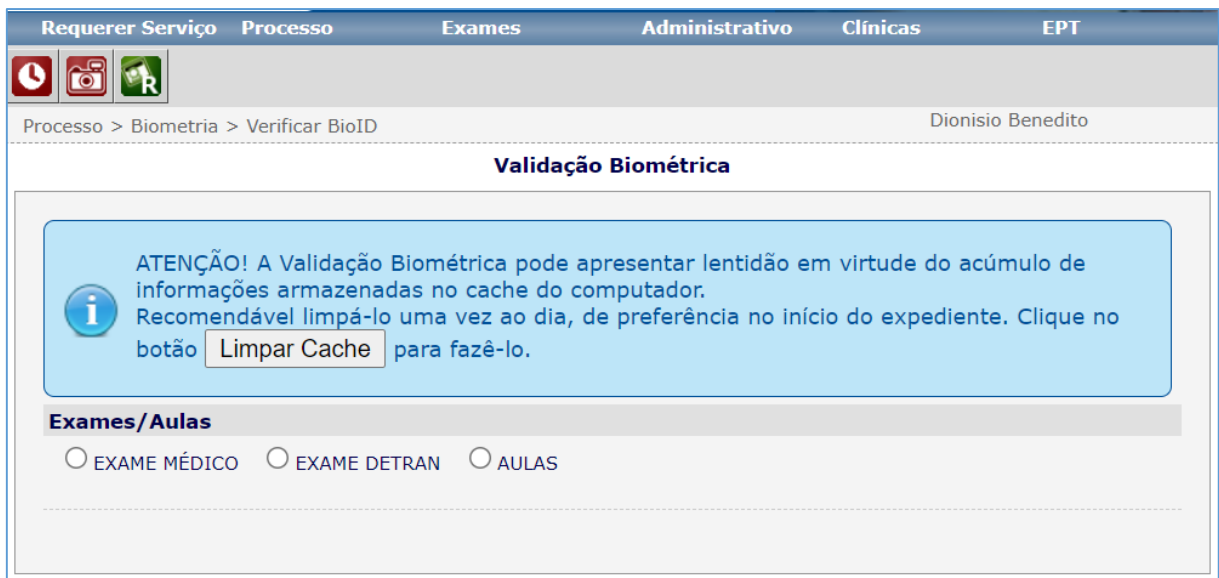 Requerer Serviço Processo Exames Administrativo Clínicas EPT
R
Processo > Biometria > Verificar BioID Dionisio Benedito
Validação Biométrica
ATENÇÃO! A Validação Biométrica pode apresentar lentidão em virtude do acúmulo de
informações armazenadas no cache do computador.
Recomendável limpá-lo uma vez ao dia, de preferência no início do expediente. Clique no
botão Limpar Cache para fazê-lo.
Exames/Aulas
EXAME MÉDICO EXAME DETRAN AULAS